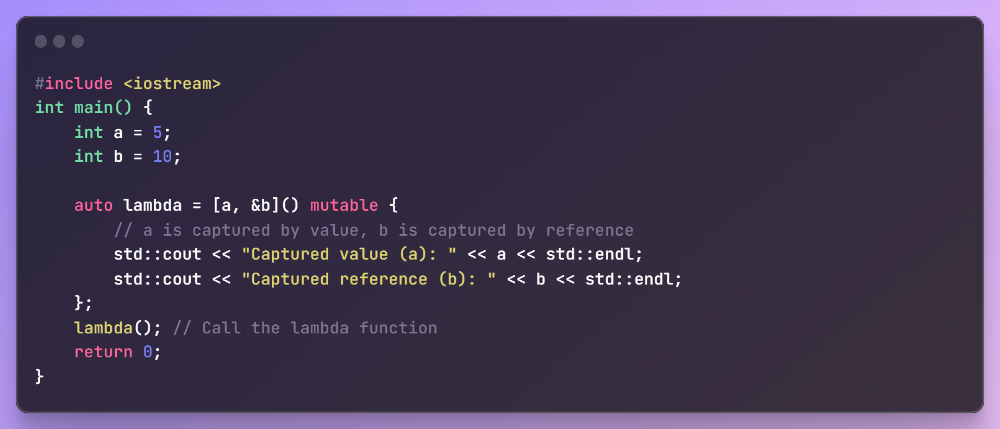 #include <iostream>
int main() {
    int a = 5;
    int b = 10;

    auto lambda = [a, &b]() mutable {
        // a is captured by value, b is captured by reference
        std::cout << "Captured value (a): " << a << std::endl;
        std::cout << "Captured reference (b): " << b << std::endl;
    };
    lambda(); // Call the lambda function
    return 0;
}